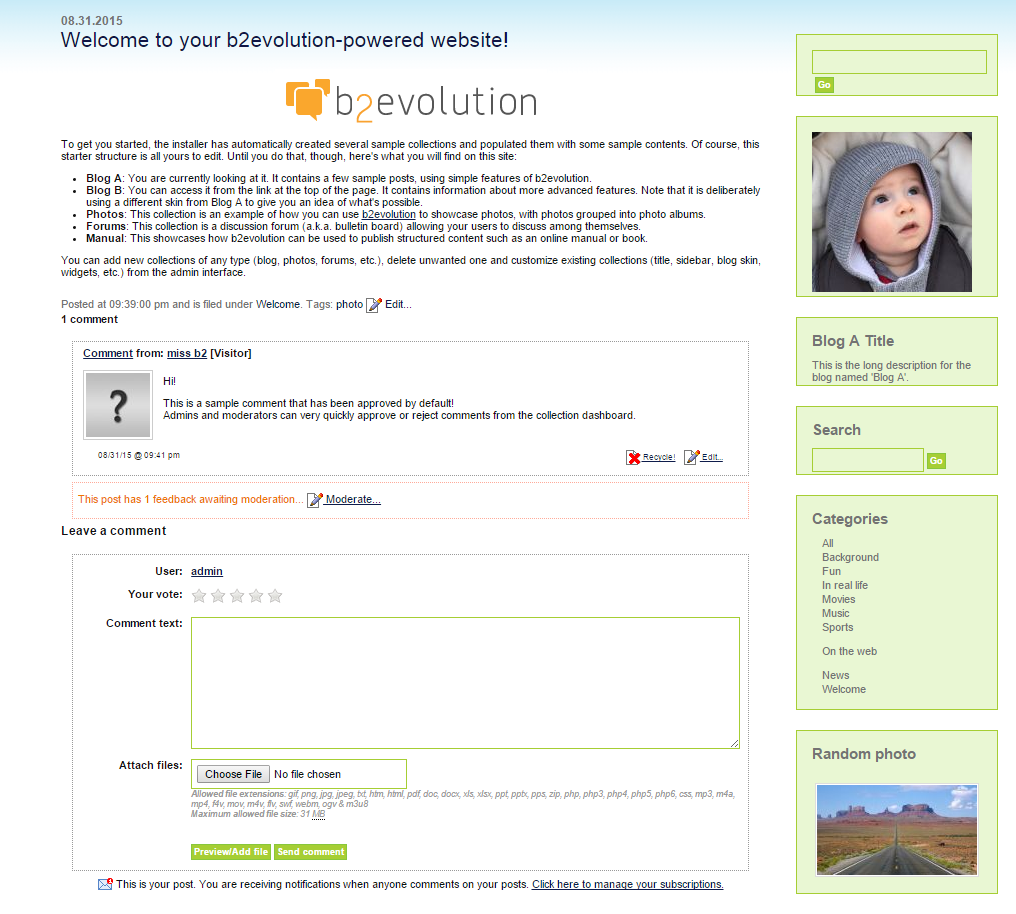 08.31.2015
Welcome to your b2evolution-powered website!
b2evolution
To get you started, the installer has automatically created several sample collections and populated them with some sample contents. Of course, this
starter structure is all yours to edit. Until you do that, though, here's what you will find on this site:
• Blog A: You are currently looking at it. It contains a few sample posts, using simple features of b2evolution.
• Blog B: You can access it from the link at the top of the page. It contains information about more advanced features. Note that it is deliberately
using a different skin from Blog A to give you an idea of what's possible.
• Photos: This collection is an example of how you can use b2evolution to showcase photos, with photos grouped into photo albums.
• Forums: This collection is a discussion forum (a.k.a. bulletin board) allowing your users to discuss among themselves.
• Manual: This showcases how b2evolution can be used to publish structured content such as an online manual or book.
You can add new collections of any type (blog, photos, forums, etc.), delete unwanted one and customize existing collections (title, sidebar, blog skin,
widgets, etc.) from the admin interface.
Posted at 09:39:00 pm and is filed under Welcome. Tags: photo Edit...
1 comment
Comment from: miss b2 [Visitor]
?
Hi!
This is a sample comment that has been approved by default!
Admins and moderators can very quickly approve or reject comments from the collection dashboard.
08/31/15 @ 09:41 pm
Recycle! Edit...
This post has 1 feedback awaiting moderation... Moderate...
Leave a comment
User: admin
Your vote:
Comment text:
Attach files: Choose File No file chosen
Allowed file extensions: gif, png, jpg, jpeg, txt, htm, html, pdf, doc, docx, xls, xlsx, ppt, pptx, pps, zip, php, php3, php4, php5, php6, css, mp3, m4a,
mp4, f4v, mov, m4v, flv, swf, webm, ogv & m3u8
Maximum allowed file size: 31 MB
Preview/Add file Send comment
This is your post. You are receiving notifications when anyone comments on your posts. Click here to manage your subscriptions.
Go
Blog A Title
This is the long description for the
blog named 'Blog A'.
Search
Go
Categories
All
Background
Fun
In real life
Movies
Music
Sports
On the web
News
Welcome
Random photo